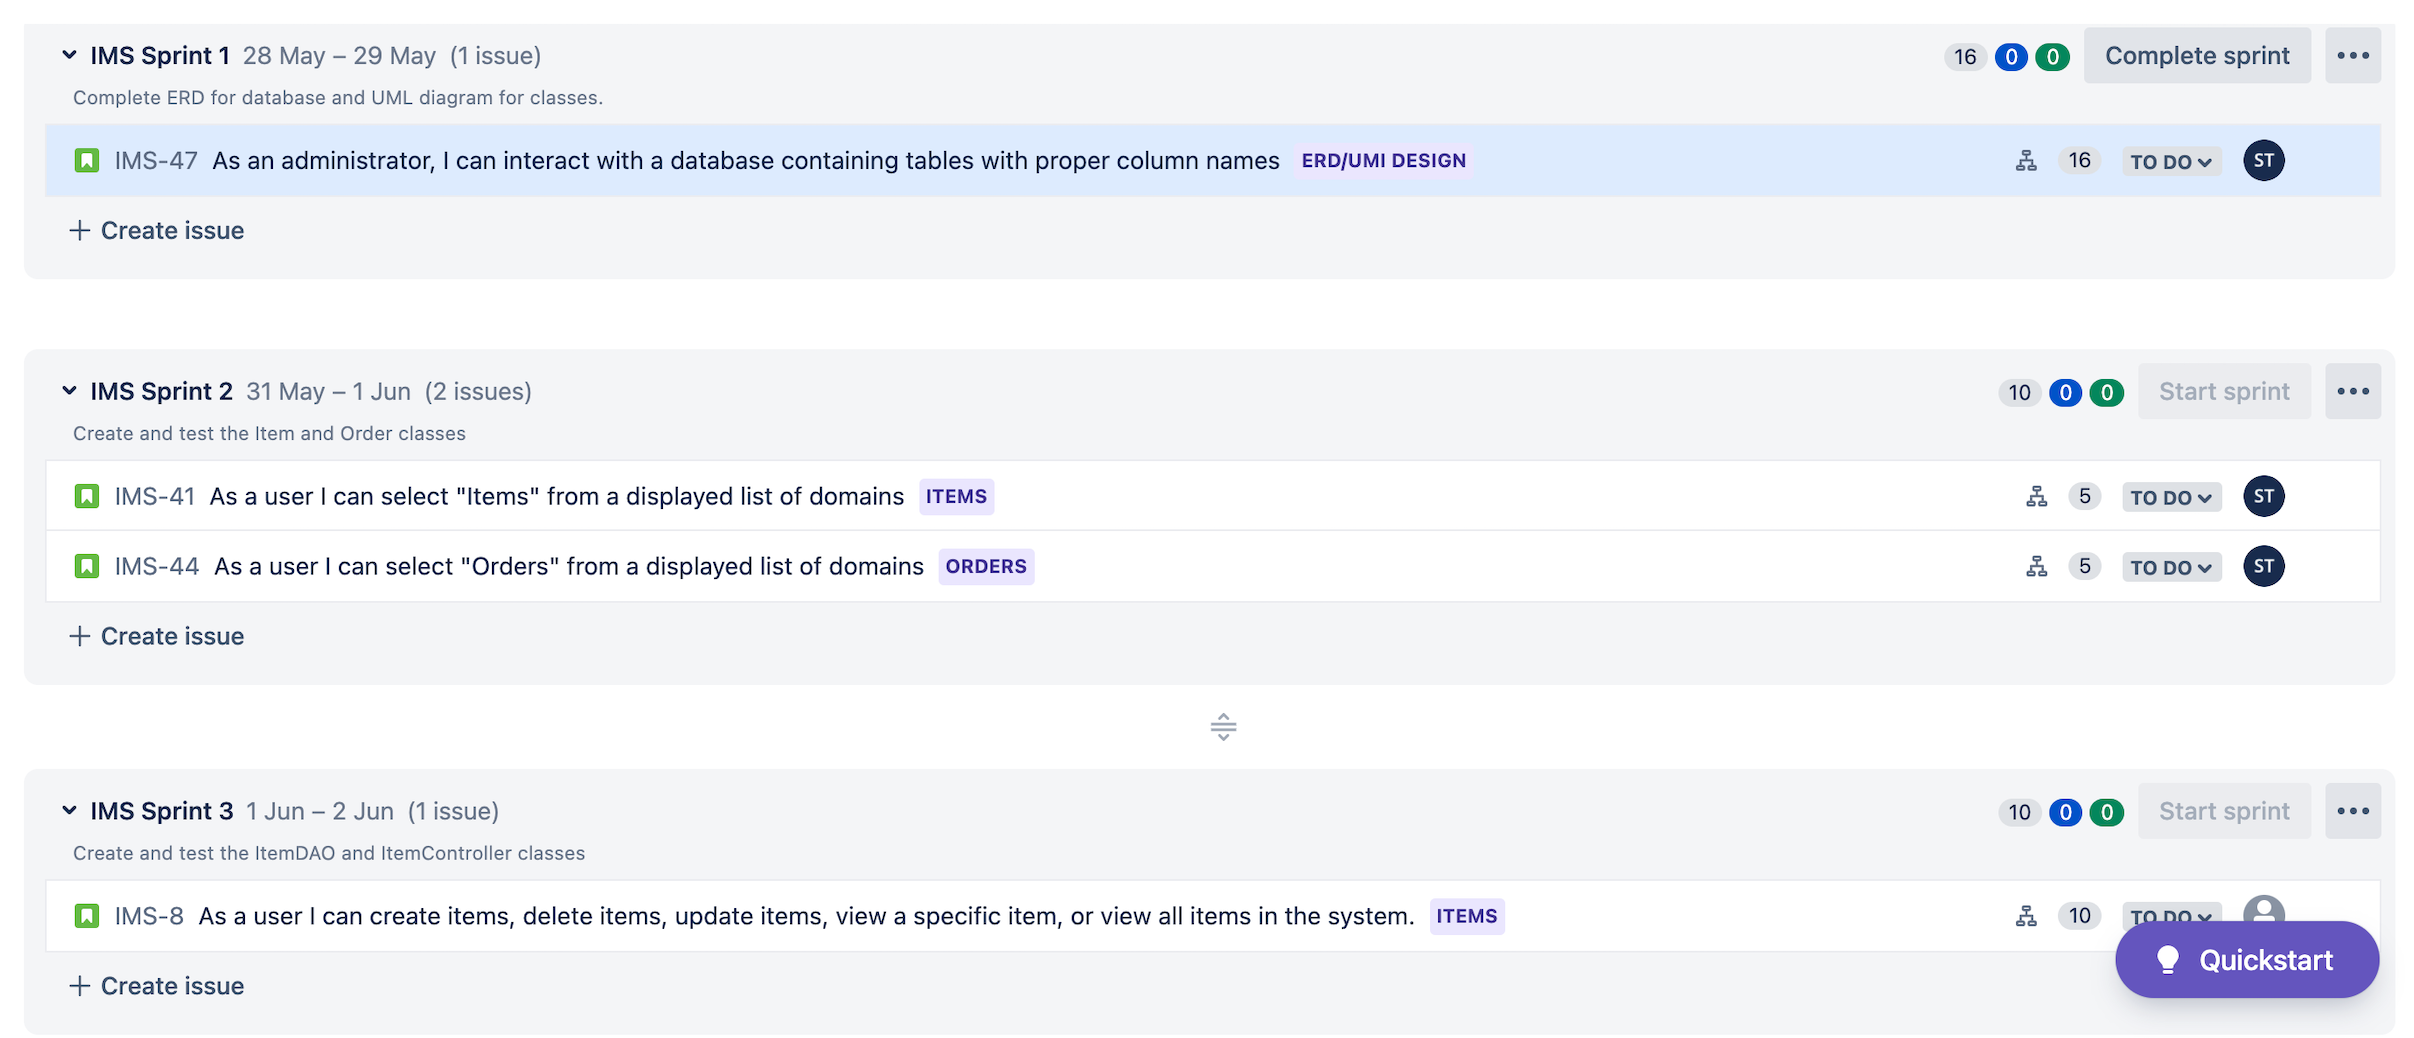 IMS Sprint 1 28 May – 29 May (1 issue) 16 0 0 Complete sprint
Complete ERD for database and UML diagram for classes.
IMS-47 As an administrator, I can interact with a database containing tables with proper column names ERD/UMI DESIGN 16 TO DO ST
Create issue
IMS Sprint 2 31 May – 1 Jun (2 issues) 10 0 0 Start sprint
Create and test the Item and Order classes
IMS-41 As a user I can select "Items" from a displayed list of domains ITEMS 5 TO DO ST
IMS-44 As a user I can select "Orders" from a displayed list of domains ORDERS 5 TO DO ST
Create issue
IMS Sprint 3 1 Jun – 2 Jun (1 issue) 10 0 0 Start sprint
Create and test the ItemDAO and ItemController classes
IMS-8 As a user I can create items, delete items, update items, view a specific item, or view all items in the system. ITEMS 10 TO DO
Quickstart
Create issue